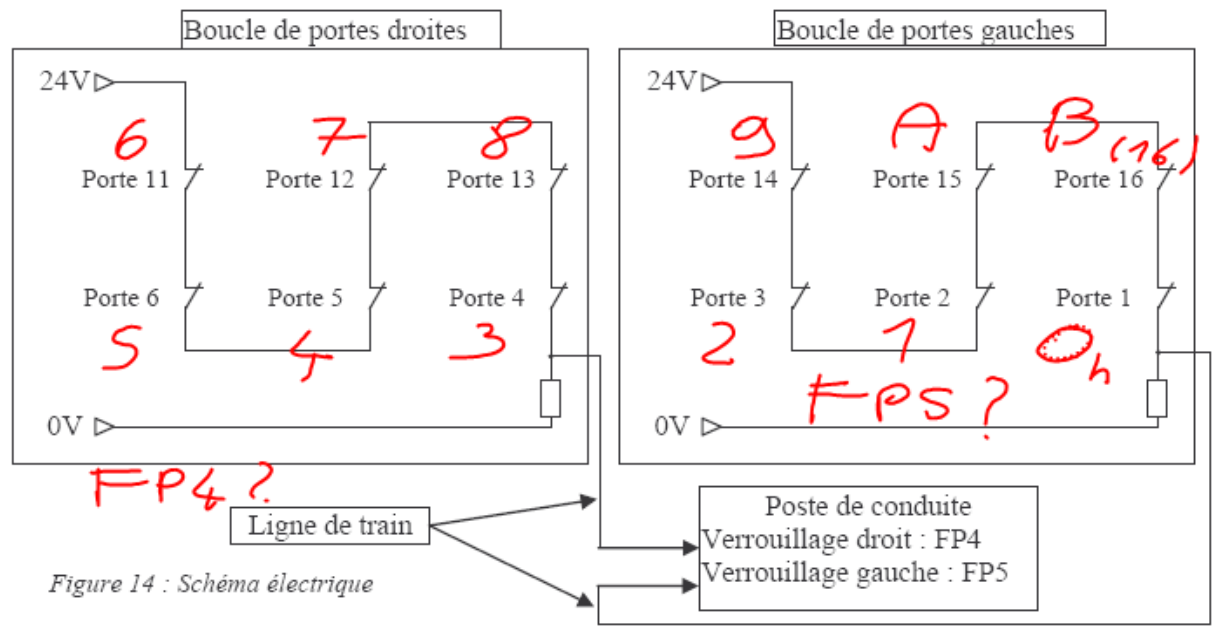 Boucle de portes droites
Boucle de portes gauches
24V
24V
6 7 8
9 A B (16)
Porte 11 Porte 12 Porte 13
Porte 14 Porte 15 Porte 16
Porte 6 Porte 5 Porte 4
Porte 3 Porte 2 Porte 1
5 4 3
2 1 0h
FP5 ?
0V
0V
FP4 ?
Ligne de train
Poste de conduite
Verrouillage droit : FP4
Verrouillage gauche : FP5
Figure 14 : Schéma électrique